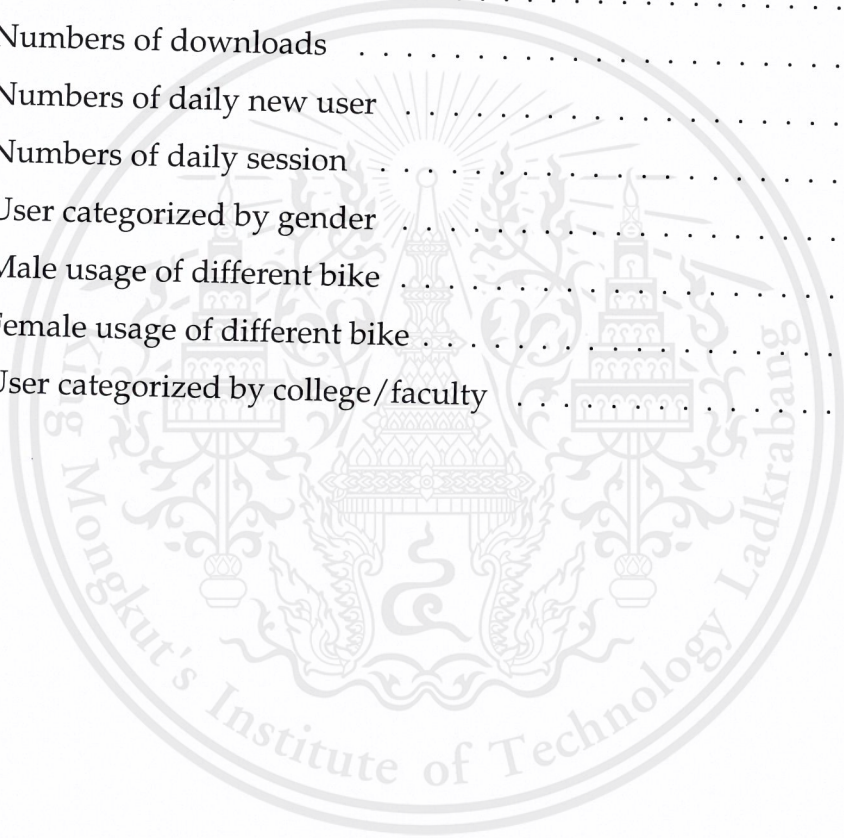 Numbers of downloads . . . . . . . . . . . . . . . . . . . .
Numbers of daily new user . . . . . . . . . . . . . . . . . .
Numbers of daily session . . . . . . . . . . . . . . . . . . .
User categorized by gender . . . . . . . . . . . . . . . . . .
Male usage of different bike . . . . . . . . . . . . . . . . . .
Female usage of different bike . . . . . . . . . . . . . . . . .
User categorized by college/faculty . . . . . . . . . . . . . .
King Mongkut's Institute of Technology Ladkrabang